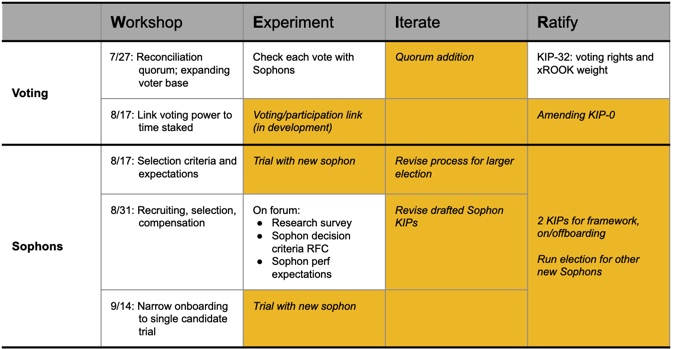 Workshop
Experiment
Iterate
Ratify
Voting
7/27: Reconciliation
quorum; expanding
voter base
Check each vote with
Sophons
Quorum addition
KIP-32: voting rights and
xROOK weight
8/17: Link voting power to
time staked
Voting/participation link
(in development)
Amending KIP-0
Sophons
8/17: Selection criteria and
expectations
Trial with new sophon
Revise process for larger
election
2 KIPs for framework,
on/offboarding
Run election for other
new Sophons
8/31: Recruiting, selection,
compensation
On forum:
● Research survey
● Sophon decision
criteria RFC
● Sophon perf
expectations
Revise drafted Sophon
KIPs
9/14: Narrow onboarding
to single candidate
trial
Trial with new sophon